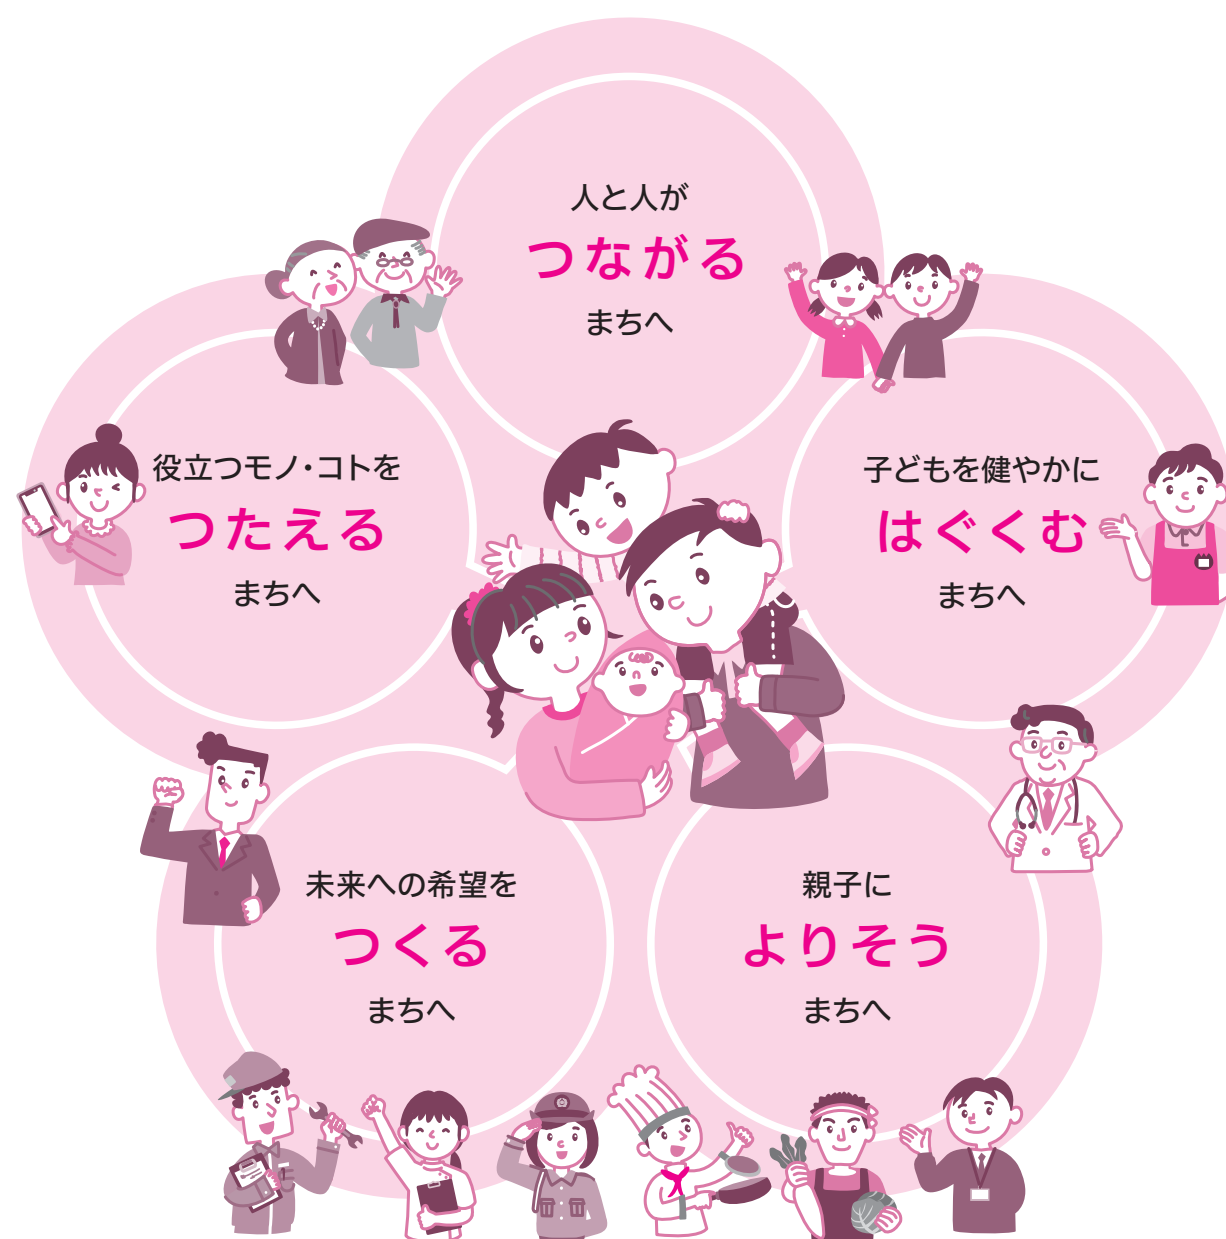 人と人が
つながる
まちへ
役立つモノ・コトを
つたえる
まちへ
子どもを健やかに
はぐくむ
まちへ
未来への希望を
つくる
まちへ
親子に
よりそう
まちへ